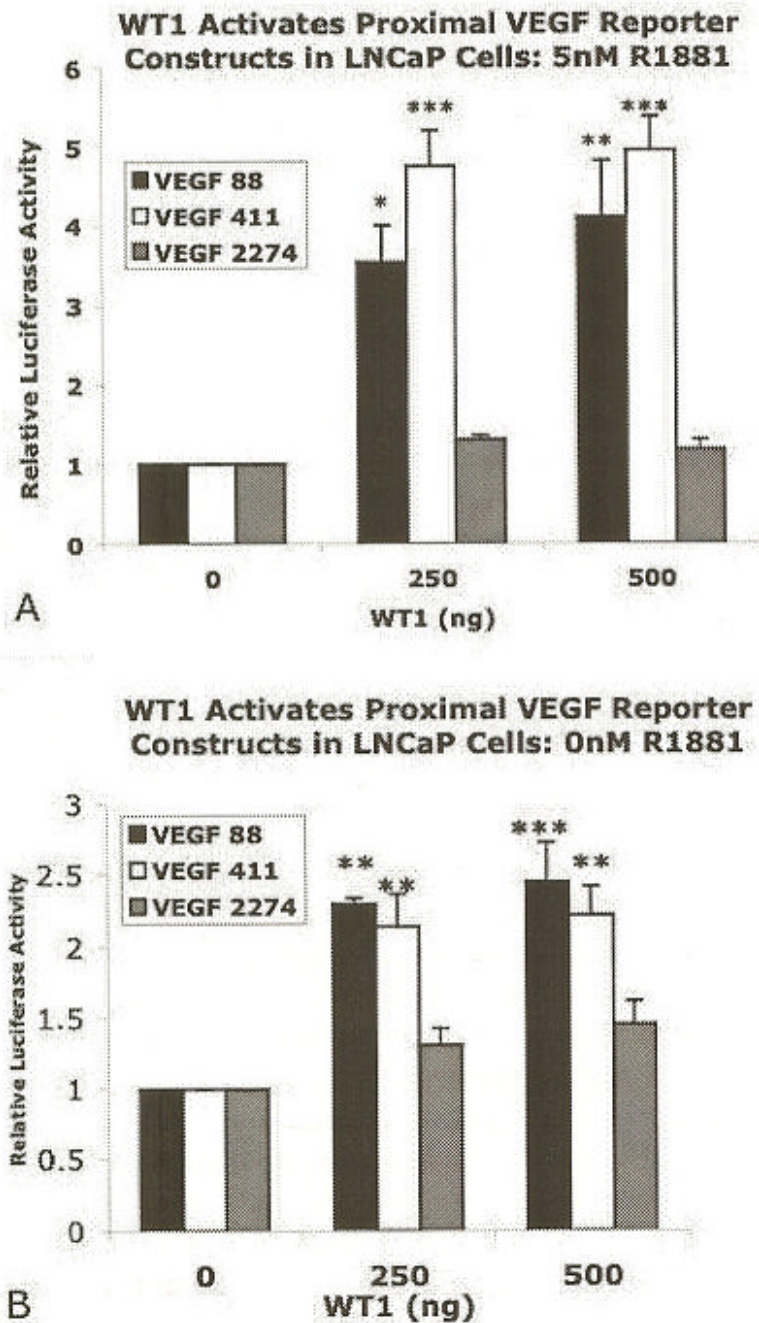 WT1 Activates Proximal VEGF Reporter
Constructs in LNCaP Cells: 5nM R1881
6
5
4
3
2
1
0
Relative Luciferase Activity
VEGF 88
VEGF 411
VEGF 2274
*
***
**
***
0
250
500
WT1 (ng)
A
WT1 Activates Proximal VEGF Reporter
Constructs in LNCaP Cells: 0nM R1881
3
2.5
2
1.5
1
0.5
0
Relative Luciferase Activity
VEGF 88
VEGF 411
VEGF 2274
**
**
***
**
0
250
500
WT1 (ng)
B